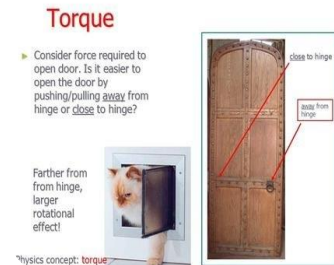 Torque
Consider force required to
open door. Is it easier to
open the door by
pushing/pulling away from
hinge or close to hinge?
close to hinge
away from
hinge
Farther from
from hinge,
larger
rotational
effect!
Physics concept: torque